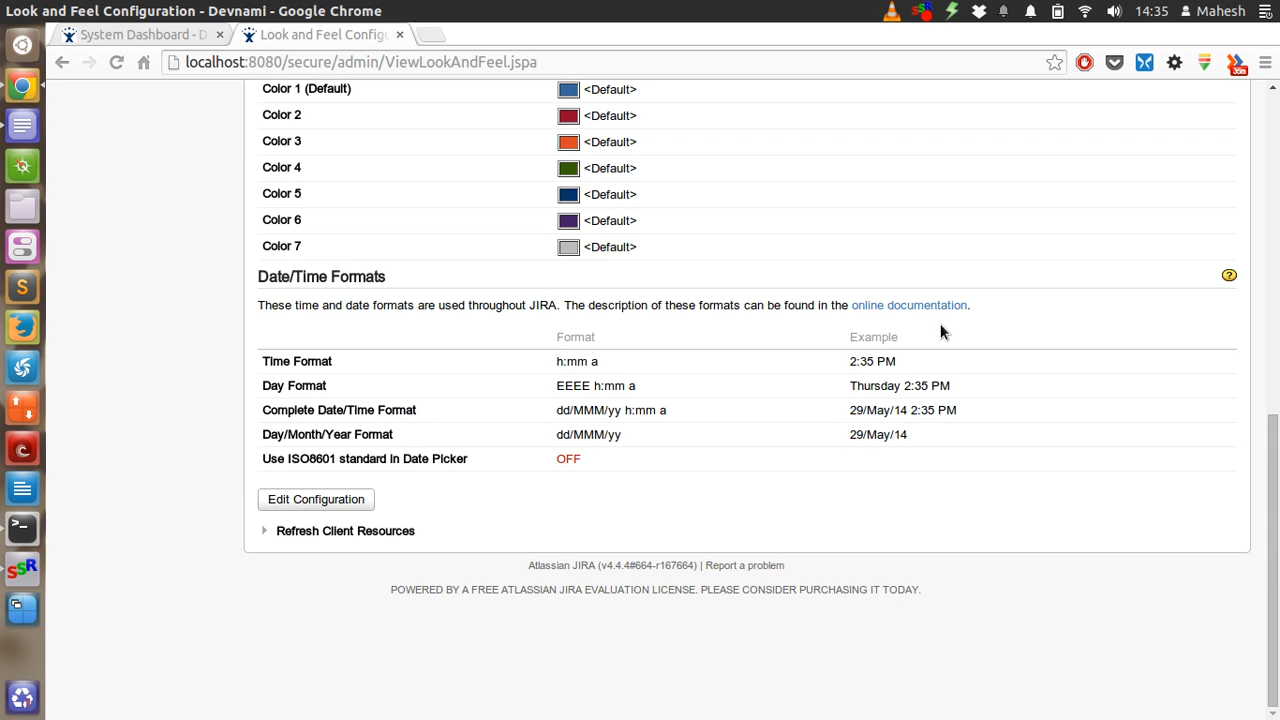 Look and Feel Configuration - Devnami - Google Chrome
14:35 Mahesh
System Dashboard - D
Look and Feel Configu
localhost:8080/secure/admin/ViewLookAndFeel.jspa
35m
Color 1 (Default) <Default>
Color 2 <Default>
Color 3 <Default>
Color 4 <Default>
Color 5 <Default>
Color 6 <Default>
Color 7 <Default>
Date/Time Formats
?
These time and date formats are used throughout JIRA. The description of these formats can be found in the online documentation.
Format Example
Time Format h:mm a 2:35 PM
Day Format EEEE h:mm a Thursday 2:35 PM
Complete Date/Time Format dd/MMM/yy h:mm a 29/May/14 2:35 PM
Day/Month/Year Format dd/MMM/yy 29/May/14
Use ISO8601 standard in Date Picker OFF
Edit Configuration
Refresh Client Resources
Atlassian JIRA (v4.4.4#664-r167664) | Report a problem
POWERED BY A FREE ATLASSIAN JIRA EVALUATION LICENSE. PLEASE CONSIDER PURCHASING IT TODAY.